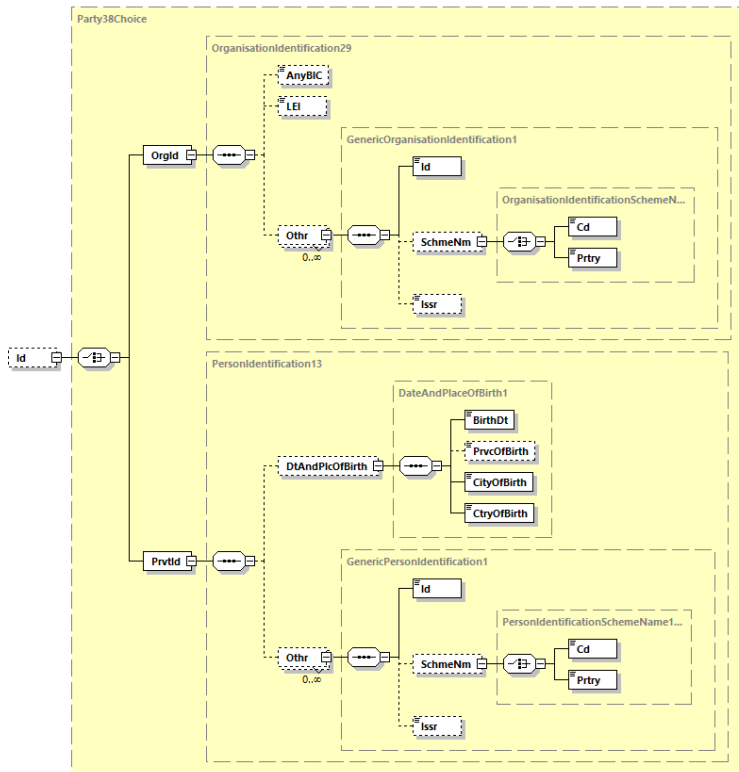 Party38Choice
OrganisationIdentification29
AnyBIC
LEI
GenericOrganisationIdentification1
OrgId
Id
OrganisationIdentificationSchemeN...
Cd
Othr
SchmeNm
0..∞
Prtry
Issr
Id
PersonIdentification13
DateAndPlaceOfBirth1
BirthDt
PrvcOfBirth
DtAndPlcOfBirth
CityOfBirth
CtryOfBirth
GenericPersonIdentification1
PrvtId
Id
PersonIdentificationSchemeName1...
Cd
Othr
SchmeNm
0..∞
Prtry
Issr